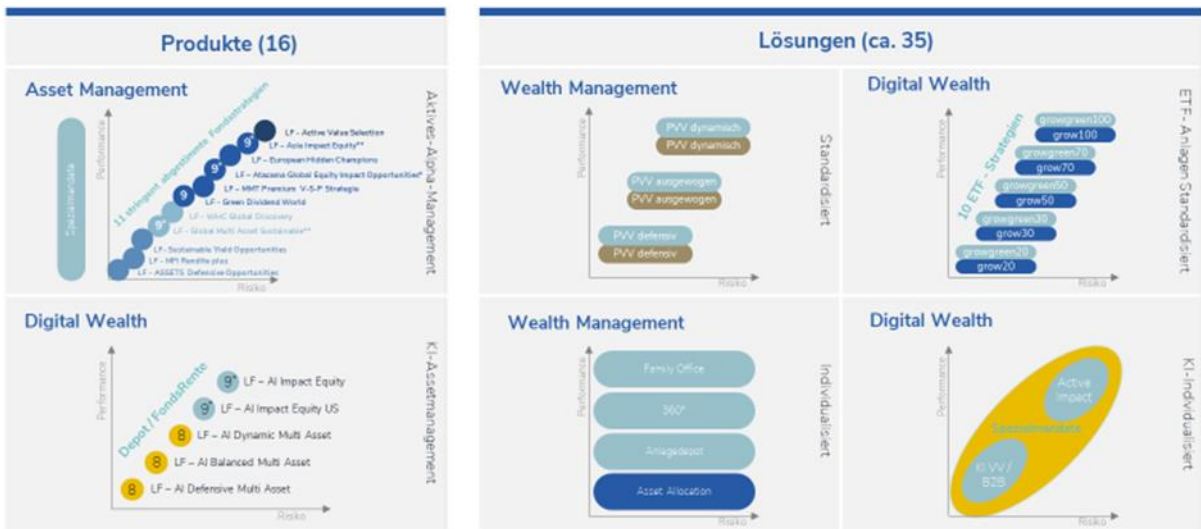 Produkte (16)
Asset Management
Spezialmandate
Performance
11 stringent abgestimmte Fondsstrategien
9*
9*
9
9*
LF - Active Value Selection
LF - Asia Impact Equity**
LF - European Hidden Champions
LF - Atacama Global Equity Impact Opportunities*
LF - MMT Premium V-S-P Strategie
LF - Green Dividend World
LF - WHC Global Discovery
LF - Global Multi Asset Sustainable**
LF - Sustainable Yield Opportunities
LF - MFI Rendite plus
LF - ASSETS Defensive Opportunities
Risiko
Aktives-Alpha-Management
Digital Wealth
Performance
Depot / FondsRente
9* LF – AI Impact Equity
9* LF – AI Impact Equity US
8 LF – AI Dynamic Multi Asset
8 LF – AI Balanced Multi Asset
8 LF – AI Defensive Multi Asset
Risiko
KI-Assetmanagement
Lösungen (ca. 35)
Wealth Management
Performance
PVV dynamisch
PVV dynamisch
PVV ausgewogen
PVV ausgewogen
PVV defensiv
PVV defensiv
Risiko
Standardisiert
Digital Wealth
Performance
10 ETF - Strategien
growgreen100
grow100
growgreen70
grow70
growgreen50
grow50
growgreen30
grow30
growgreen20
grow20
Risiko
ETF- Anlagen Standardisiert
Wealth Management
Performance
Family Office
360°
Anlagedepot
Asset Allocation
Risiko
Individualisiert
Digital Wealth
Performance
Active
Impact
Spezialmandate
KI VV /
B2B
Risiko
KI-Individualisiert